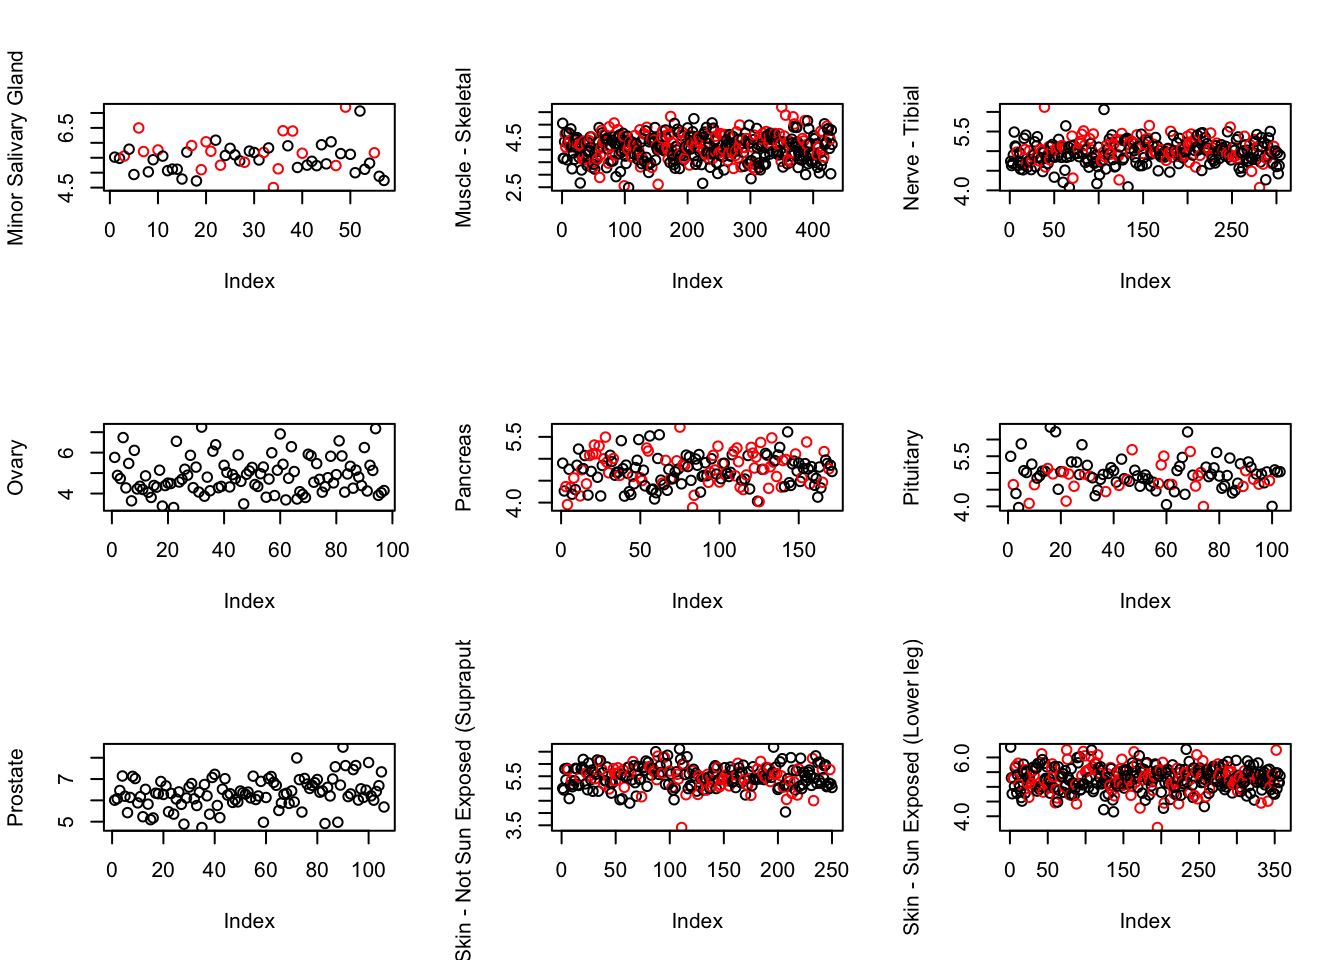 Minor Salivary Gland
6.5
4.5
0 10 20 30 40 50
Index
Muscle - Skeletal
4.5
2.5
0 100 200 300 400
Index
Nerve - Tibial
5.5
4.0
0 50 150 250
Index
Ovary
6
4
0 20 40 60 80 100
Index
Pancreas
5.5
4.0
0 50 100 150
Index
Pituitary
5.5
4.0
0 20 40 60 80 100
Index
Prostate
7
5
0 20 40 60 80 100
Index
Skin - Not Sun Exposed (Suprapub
5.5
3.5
0 50 100 150 200 250
Index
Skin - Sun Exposed (Lower leg)
6.0
4.0
0 50 150 250 350
Index